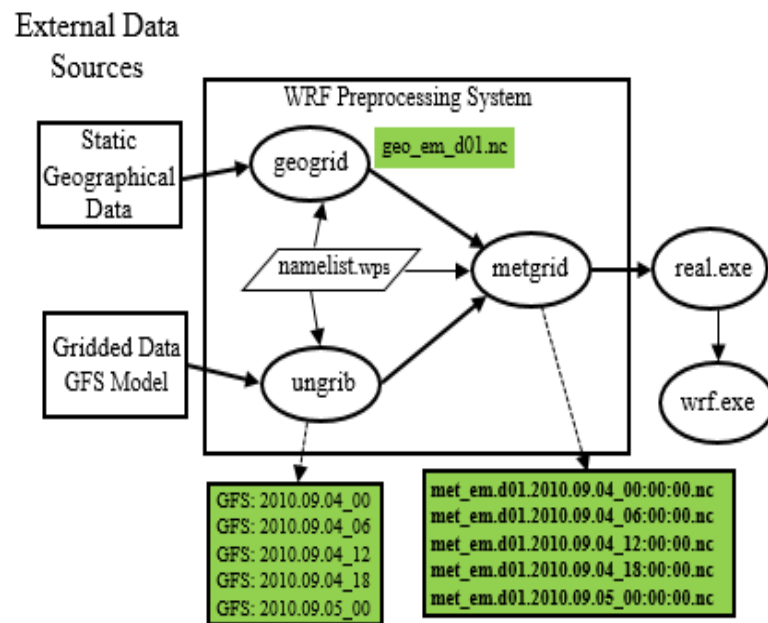 External Data
Sources
WRF Preprocessing System
Static
Geographical
Data
geogrid
geo_em_d01.nc
namelist.wps
metgrid
real.exe
Gridded Data
GFS Model
ungrib
wrf.exe
GFS: 2010.09.04_00
GFS: 2010.09.04_06
GFS: 2010.09.04_12
GFS: 2010.09.04_18
GFS: 2010.09.05_00
met_em.d01.2010.09.04_00:00:00.nc
met_em.d01.2010.09.04_06:00:00.nc
met_em.d01.2010.09.04_12:00:00.nc
met_em.d01.2010.09.04_18:00:00.nc
met_em.d01.2010.09.05_00:00:00.nc